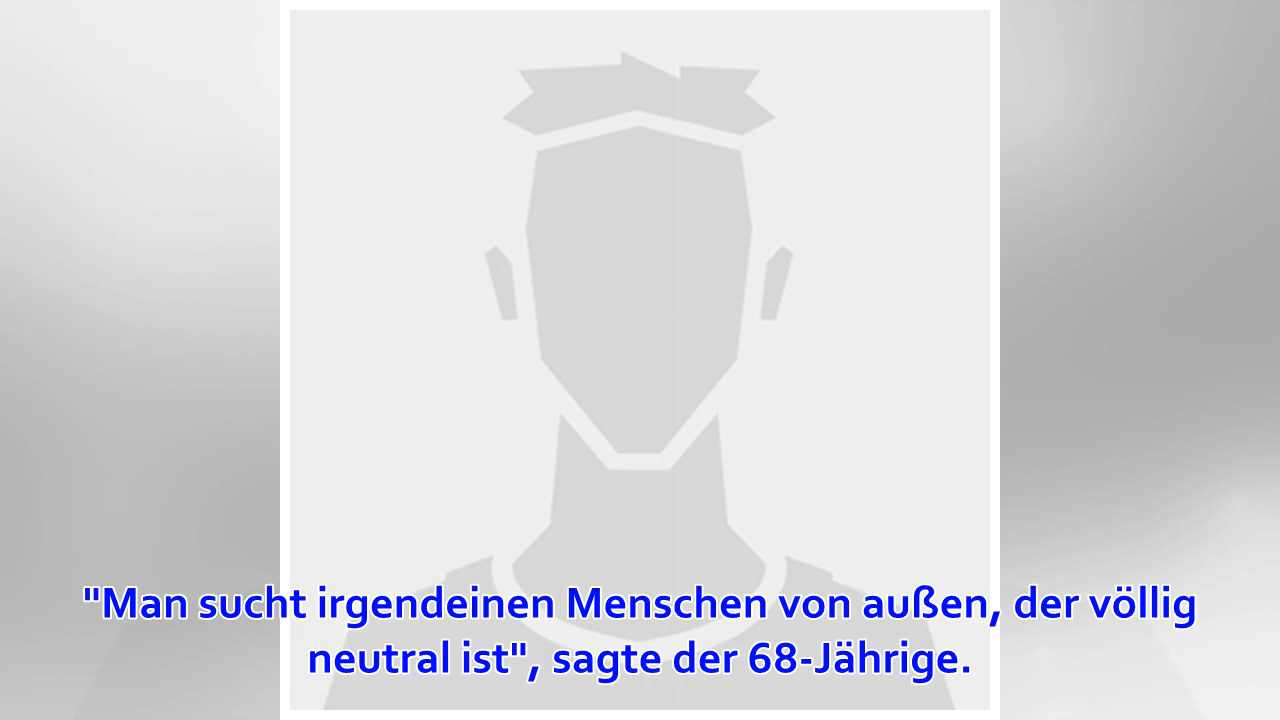 "Man sucht irgendeinen Menschen von außen, der völlig
neutral ist", sagte der 68-Jährige.